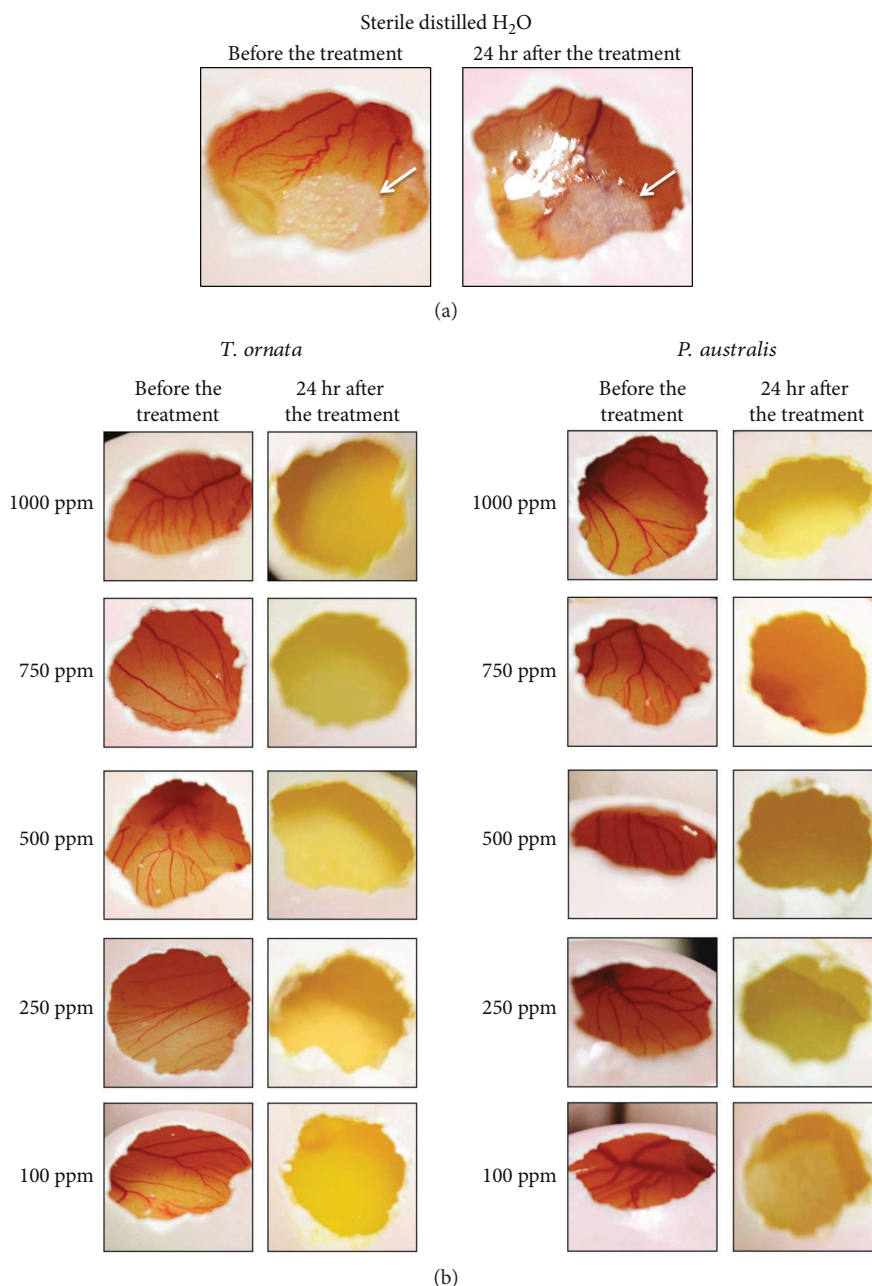 Sterile distilled H₂O
Before the treatment
24 hr after the treatment
(a)
T. ornata
P. australis
Before the
treatment
24 hr after
the treatment
Before the
treatment
24 hr after
the treatment
1000 ppm
1000 ppm
750 ppm
750 ppm
500 ppm
500 ppm
250 ppm
250 ppm
100 ppm
100 ppm
(b)